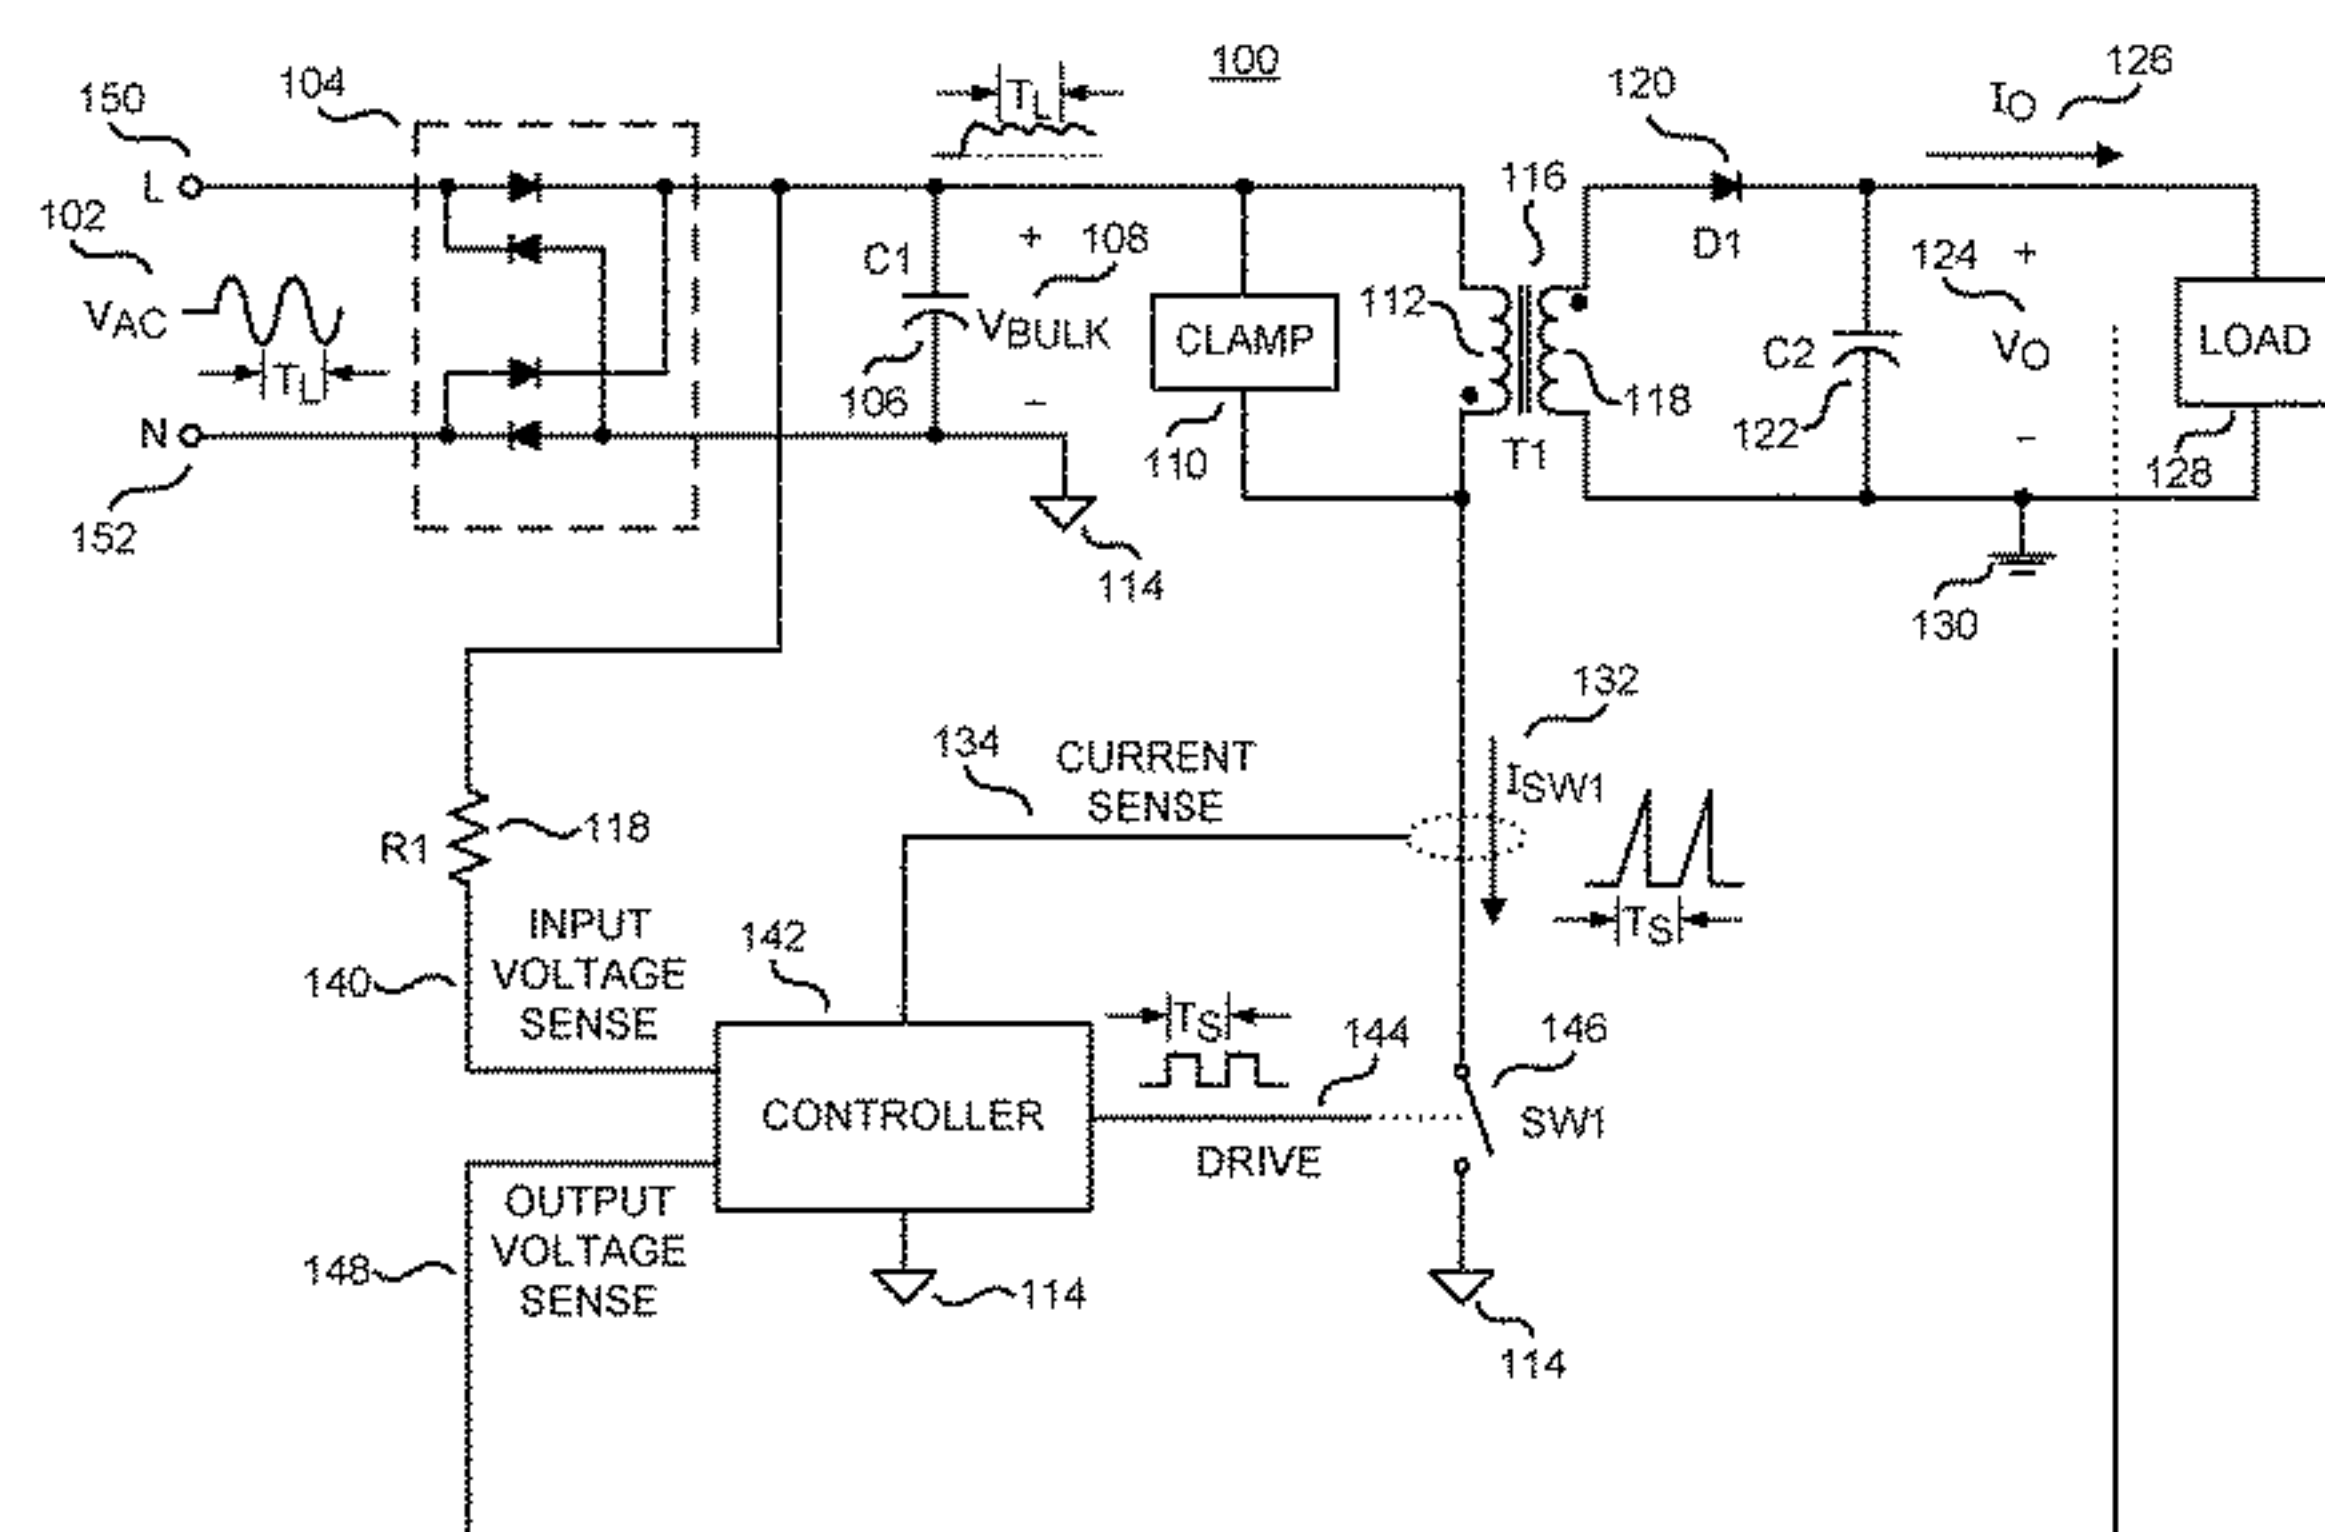 100
126
IO
120
104
150
TL
L
116
102
D1
124
+
C1
+
108
112
VAC
VBULK
CLAMP
C2
VO
LOAD
TL
106
118
–
122
–
128
N
110
T1
152
114
130
132
134
CURRENT
SENSE
ISW1
R1
118
INPUT
VOLTAGE
SENSE
142
TS
140
TS
144
146
CONTROLLER
SW1
DRIVE
OUTPUT
VOLTAGE
SENSE
148
114
114